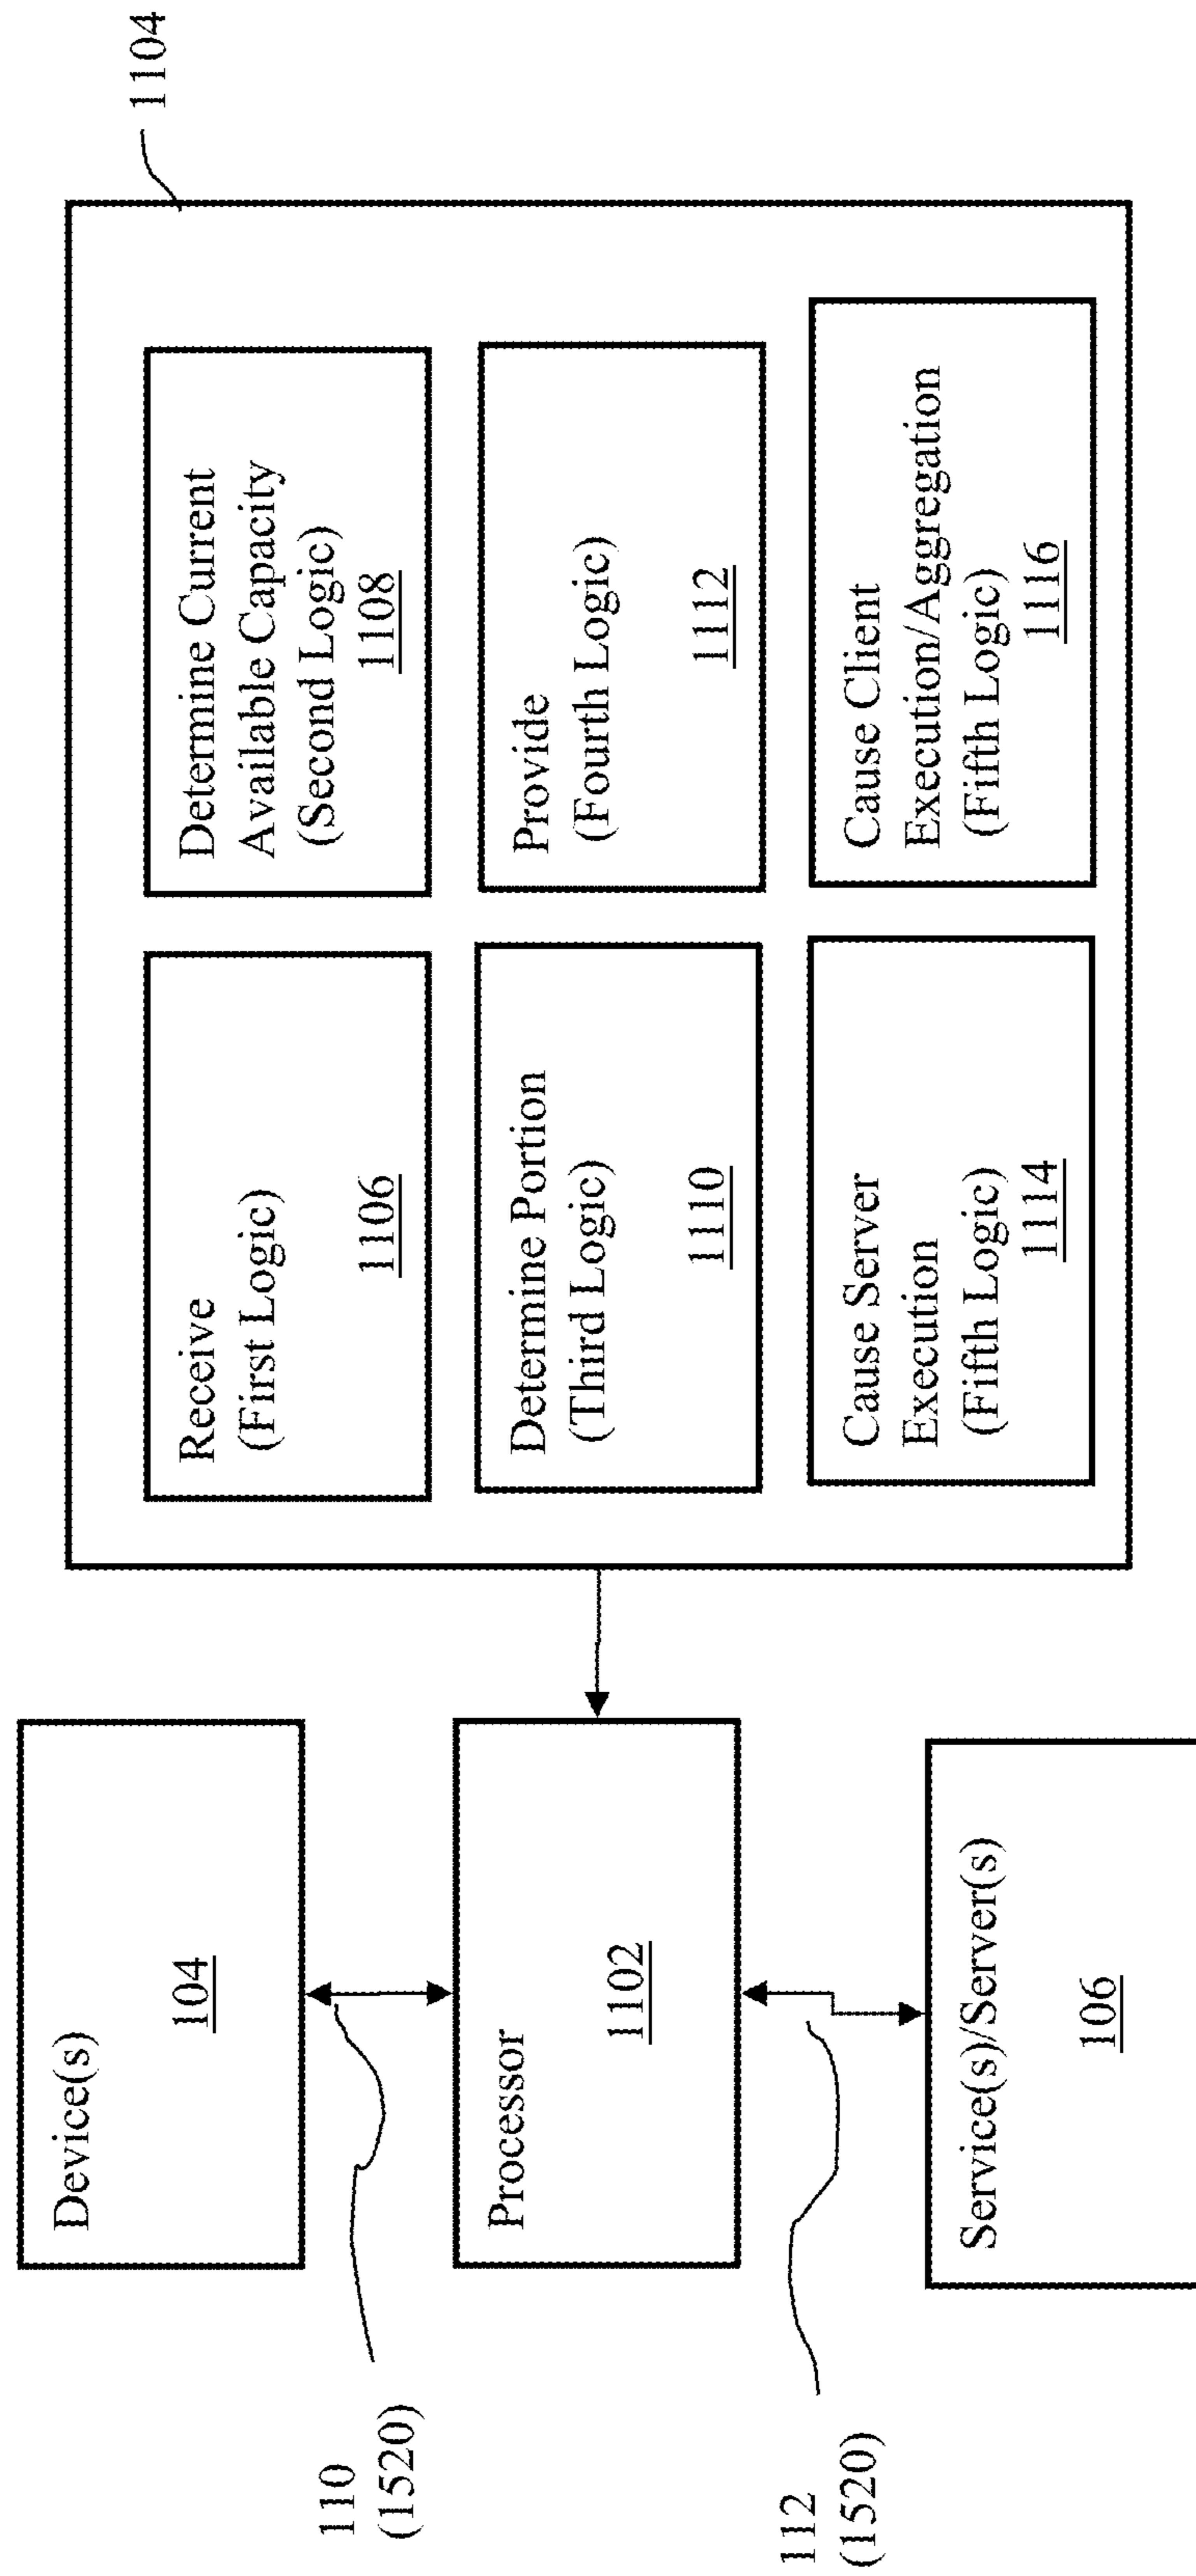 Device(s)
104
110
(1520)
Processor
1102
112
(1520)
Service(s)/Server(s)
106
1104
Receive
(First Logic)
1106
Determine Current
Available Capacity
(Second Logic)
1108
Determine Portion
(Third Logic)
1110
Provide
(Fourth Logic)
1112
Cause Server
Execution
(Fifth Logic)
1114
Cause Client
Execution/Aggregation
(Fifth Logic)
1116